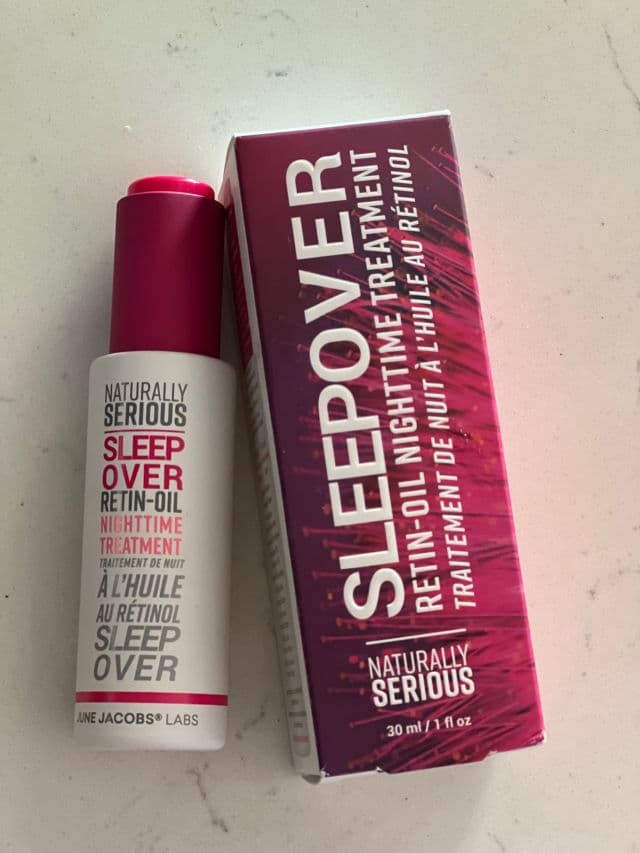 NATURALLY
SERIOUS
SLEEP
OVER
RETIN-OIL
NIGHTTIME
TREATMENT
TRAITEMENT DE NUIT
À L'HUILE
AU RÉTINOL
SLEEP
OVER
JUNE JACOBS® LABS
SLEEPOVER
RETIN-OIL NIGHTTIME TREATMENT
TRAITEMENT DE NUIT À L'HUILE AU RÉTINOL
NATURALLY
SERIOUS
30 ml / 1 fl oz